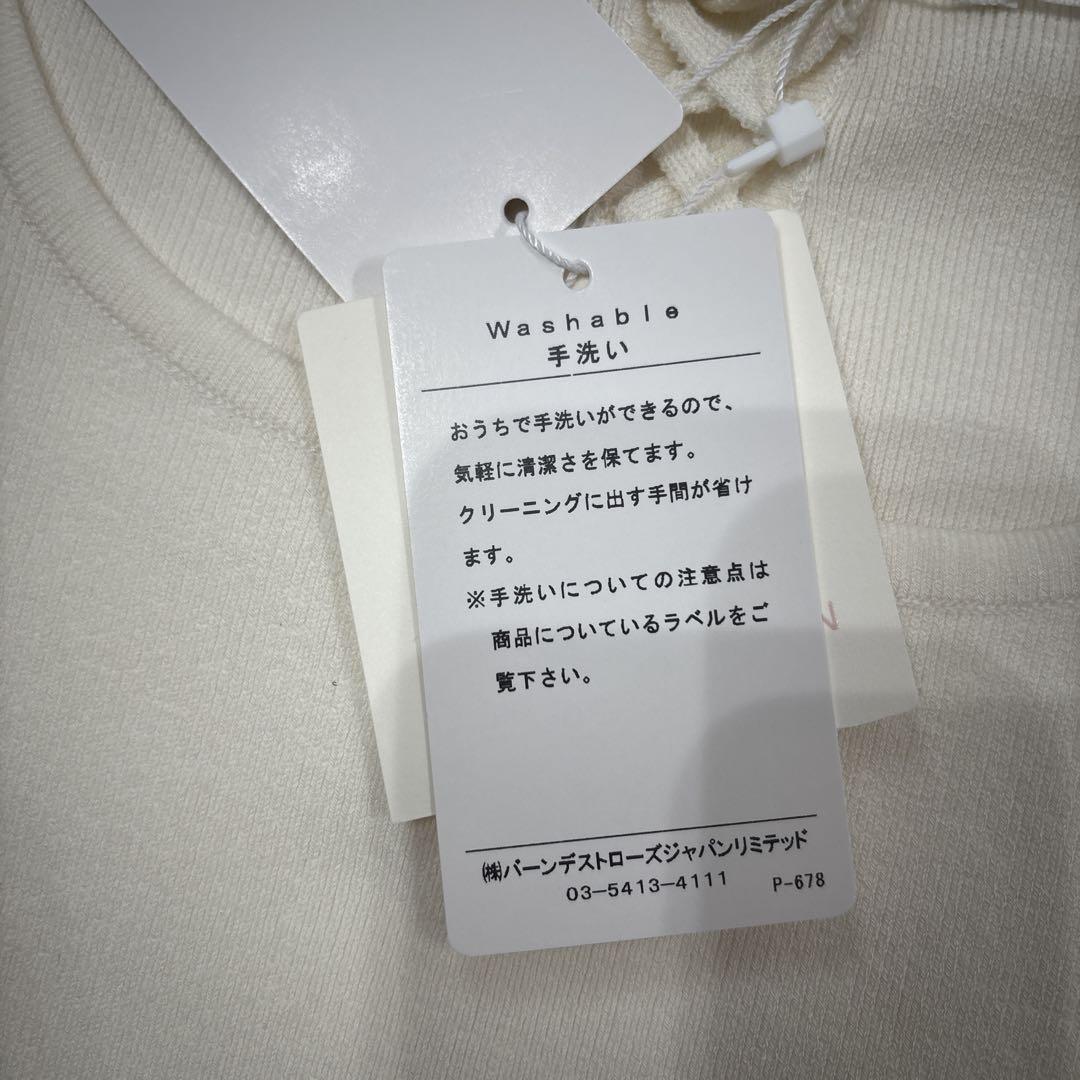 Washable
手洗い
おうちで手洗いができるので、
気軽に清潔さを保てます。
クリーニングに出す手間が省け
ます。
※手洗いについての注意点は
商品についているラベルをご
覧下さい。
㈱バーンデストローズジャパンリミテッド
03-5413-4111 P-678